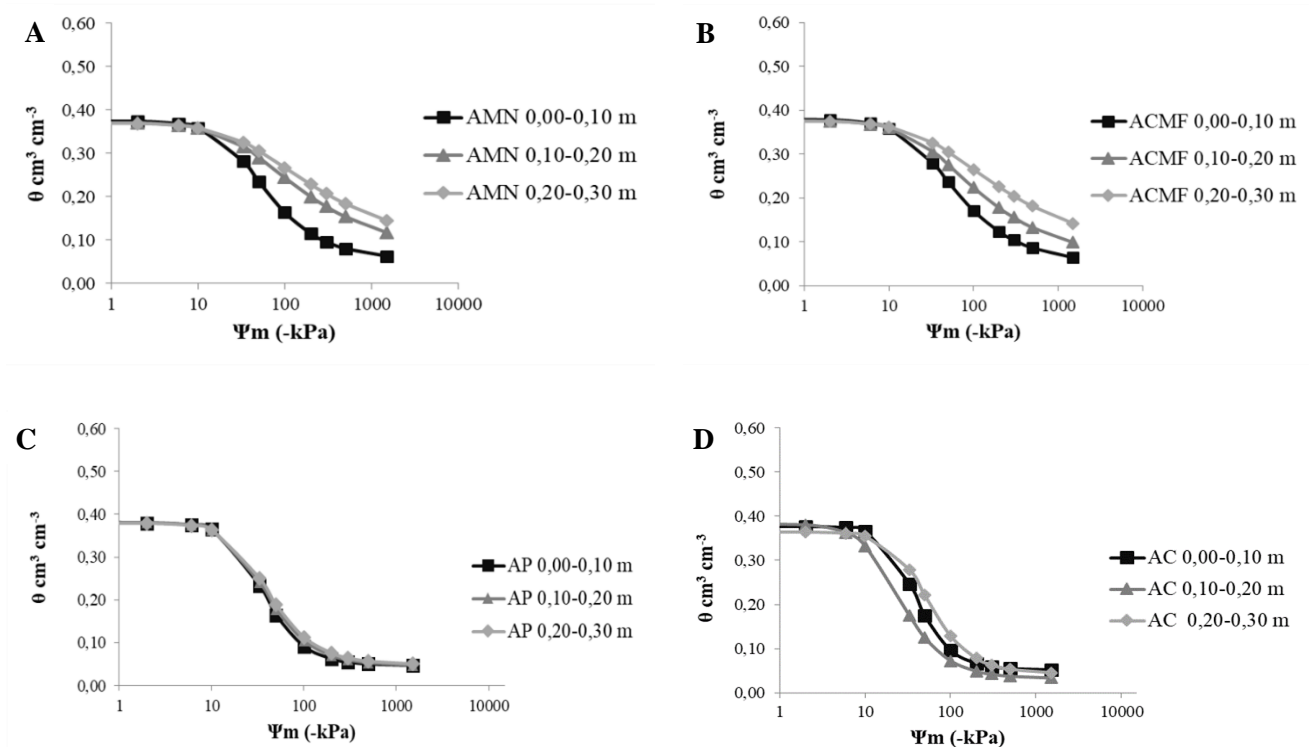 A
0,60
0,50
0,40
0,30
0,20
0,10
0,00
θ cm³ cm⁻³
1 10 100 1000 10000
Ψm (-kPa)
AMN 0,00-0,10 m
AMN 0,10-0,20 m
AMN 0,20-0,30 m
B
0,60
0,50
0,40
0,30
0,20
0,10
0,00
θ cm³ cm⁻³
1 10 100 1000 10000
Ψm (-kPa)
ACMF 0,00-0,10 m
ACMF 0,10-0,20 m
ACMF 0,20-0,30 m
C
0,60
0,50
0,40
0,30
0,20
0,10
0,00
θ cm³ cm⁻³
1 10 100 1000 10000
Ψm (-kPa)
AP 0,00-0,10 m
AP 0,10-0,20 m
AP 0,20-0,30 m
D
0,60
0,50
0,40
0,30
0,20
0,10
0,00
θ cm³ cm⁻³
1 10 100 1000 10000
Ψm (-kPa)
AC 0,00-0,10 m
AC 0,10-0,20 m
AC 0,20-0,30 m